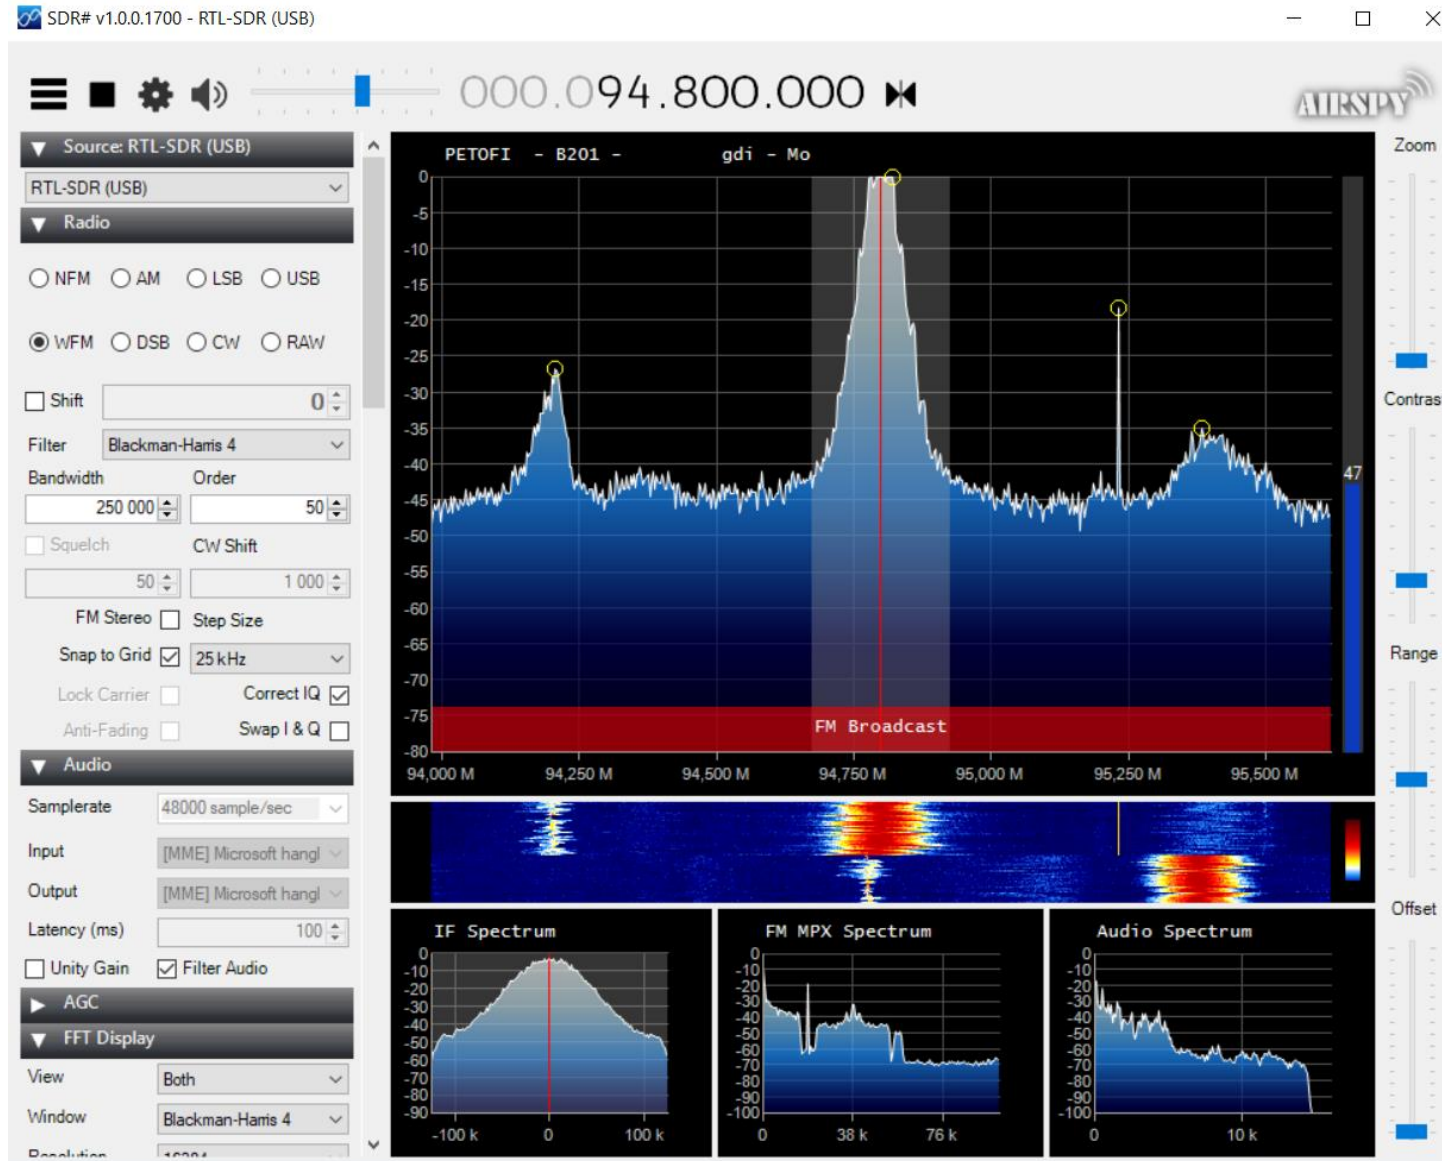 SDR# v1.0.0.1700 - RTL-SDR (USB)
000.094.800.000
AIRSPY
Source: RTL-SDR (USB)
RTL-SDR (USB)
Radio
NFM AM LSB USB
WFM DSB CW RAW
Shift 0
Filter Blackman-Harris 4
Bandwidth Order
250 000 50
Squelch CW Shift
50 1 000
FM Stereo Step Size
Snap to Grid 25 kHz
Lock Carrier Correct IQ
Anti-Fading Swap I & Q
Audio
Samplerate 48000 sample/sec
Input [MME] Microsoft hangl
Output [MME] Microsoft hangl
Latency (ms) 100
Unity Gain Filter Audio
AGC
FFT Display
View Both
Window Blackman-Harris 4
Resolution 16384
PETOFI - B201 - gdi - Mo
0
-5
-10
-15
-20
-25
-30
-35
-40
-45
-50
-55
-60
-65
-70
-75
-80
47
FM Broadcast
94,000 M 94,250 M 94,500 M 94,750 M 95,000 M 95,250 M 95,500 M
IF Spectrum
0
-10
-20
-30
-40
-50
-60
-70
-80
-90
-100 k 0 100 k
FM MPX Spectrum
0
-10
-20
-30
-40
-50
-60
-70
-80
-90
-100
0 38 k 76 k
Audio Spectrum
0
-10
-20
-30
-40
-50
-60
-70
-80
-90
-100
0 10 k
Zoom
Contras
Range
Offset